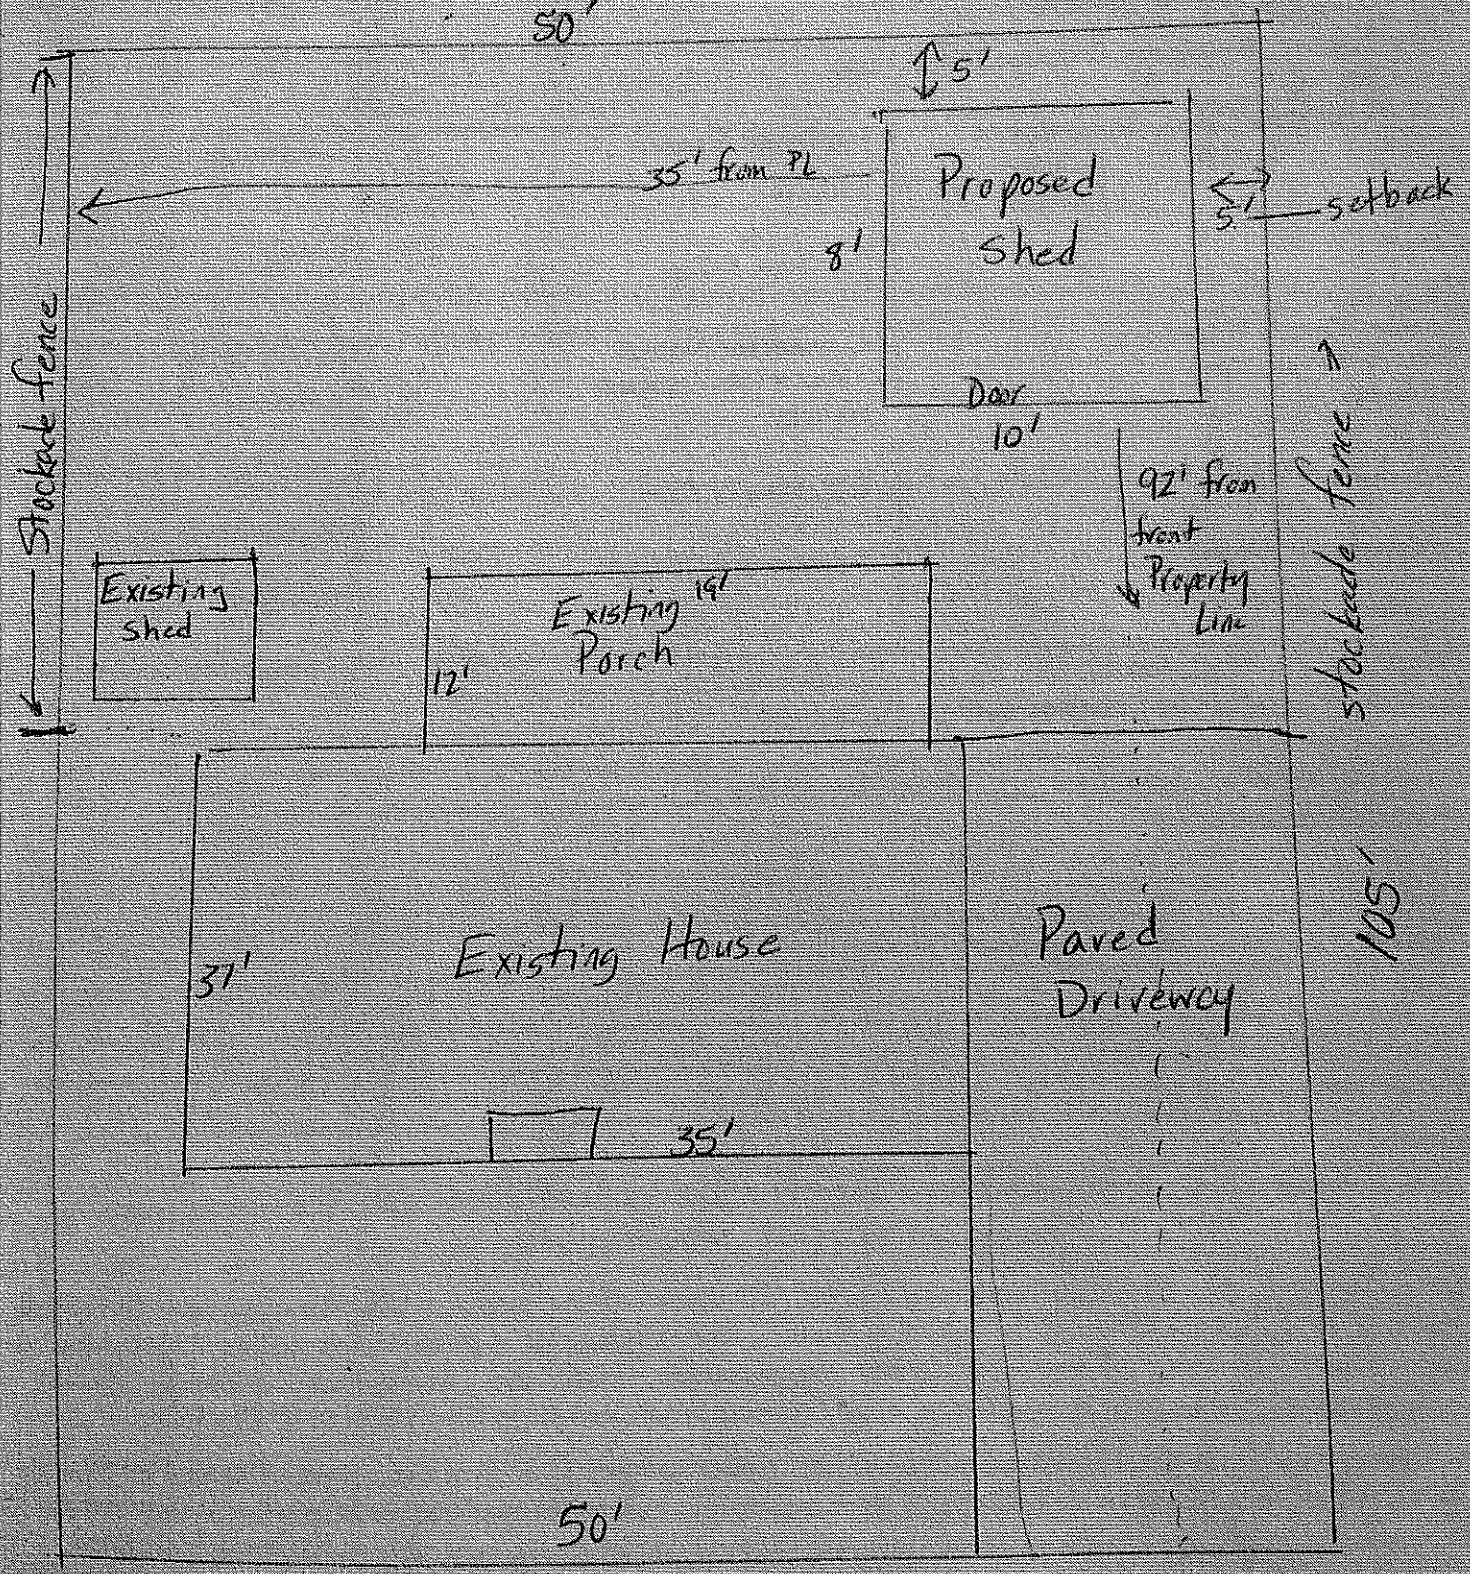 50'
5'
35' from PL
Proposed
Shed
8'
5'
setback
Door
10'
Stockade fence
92' from
front
Property
Line
stockade fence
Existing
Shed
Existing
Porch
12'
105'
37'
Existing House
Paved
Driveway
35'
50'